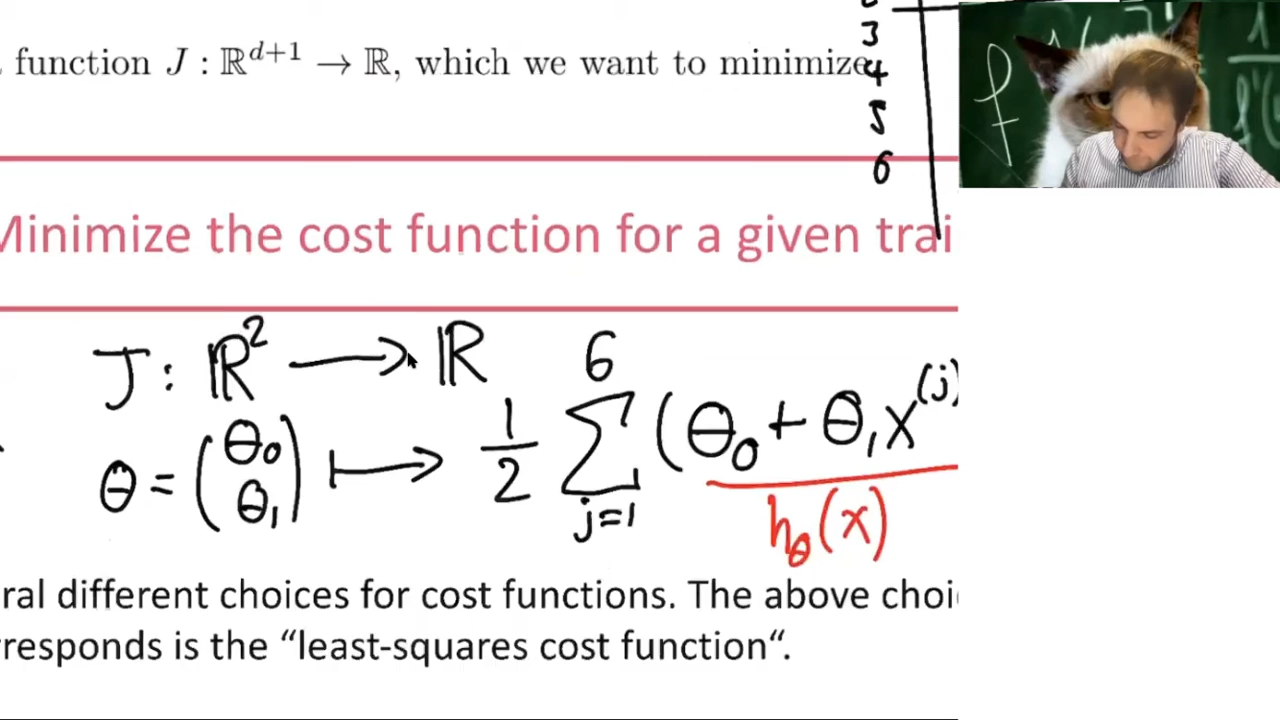 function J : ℝ^{d+1} → ℝ, which we want to minimize
3
4
5
6
Minimize the cost function for a given trai
J : ℝ² ⟶ ℝ
θ = (θ₀ θ₁) ⟼ 1/2 ∑_{j=1}^{6} (θ₀ + θ₁x^{(j)}
h_θ(x)
ral different choices for cost functions. The above choi
responds is the “least-squares cost function“.
f